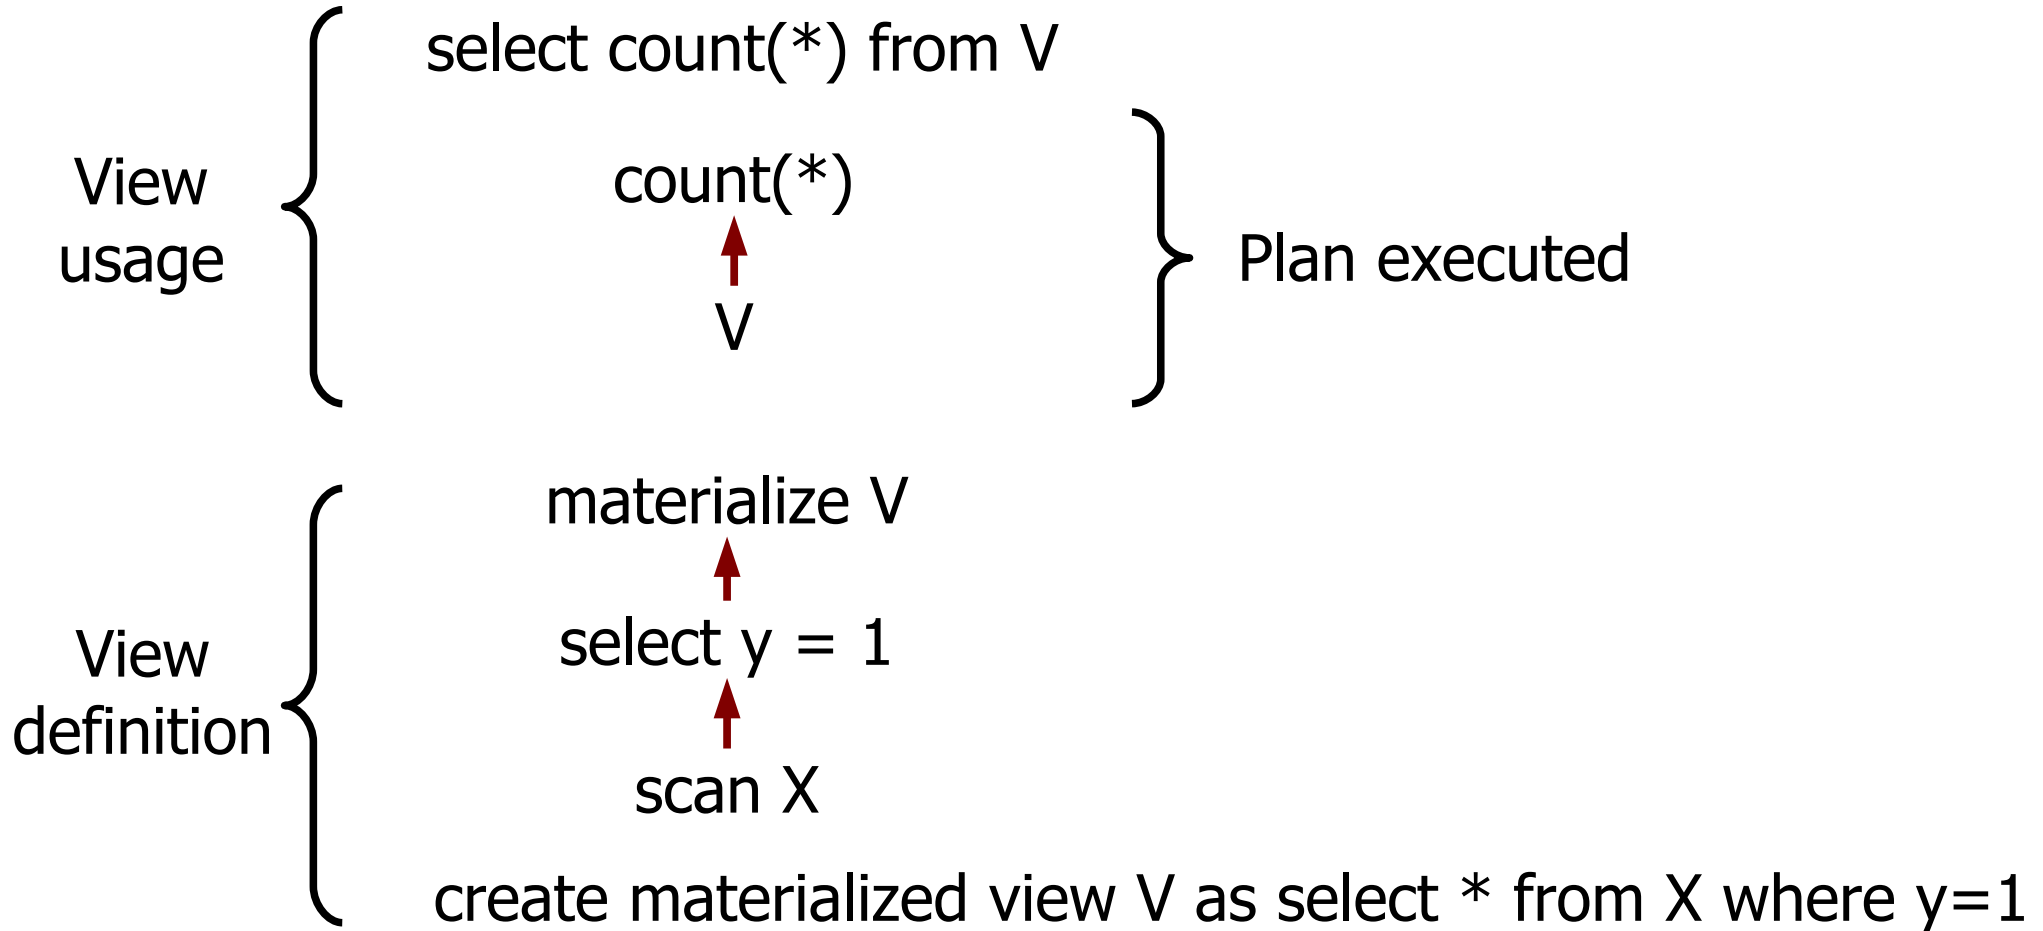 select count(*) from V
count(*)
View
usage
Plan executed
V
materialize V
select y = 1
View
definition
scan X
create materialized view V as select * from X where y=1